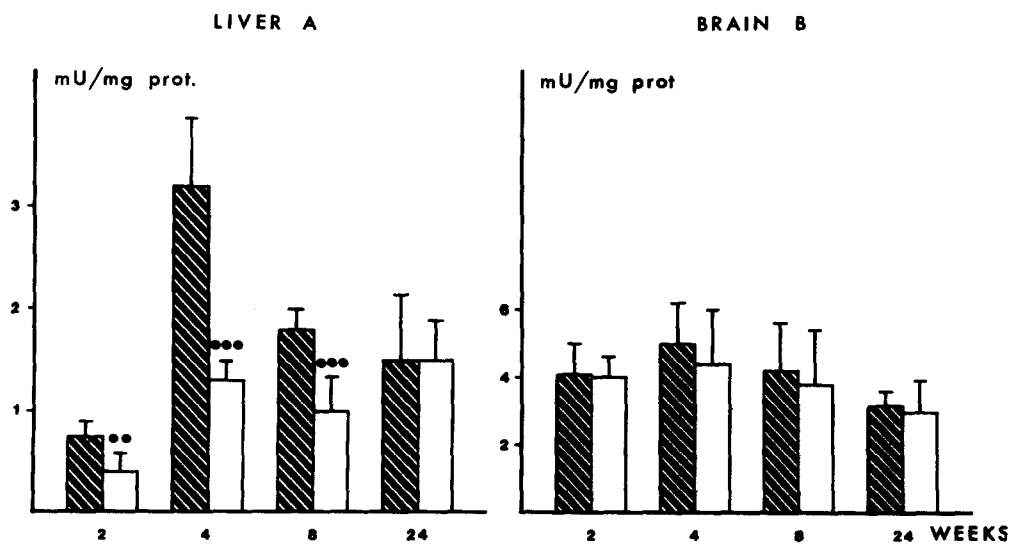 LIVER A
mU/mg prot.
3
2
1
•••
•••
••
2 4 8 24
BRAIN B
mU/mg prot
6
4
2
2 4 8 24 WEEKS